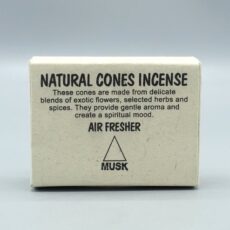 NATURAL CONES INCENSE
These cones are made from delicate
blends of exotic flowers, selected herbs and
spices. They provide gentle aroma and
create a spiritual mood.
AIR FRESHER
MUSK